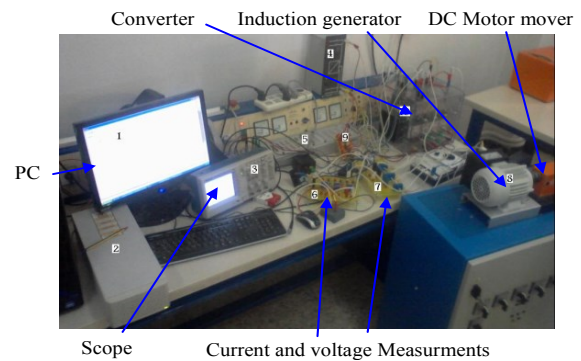 Converter
Induction generator
DC Motor mover
PC
1
2
3
4
5
9
6
7
8
Scope
Current and voltage Measurments